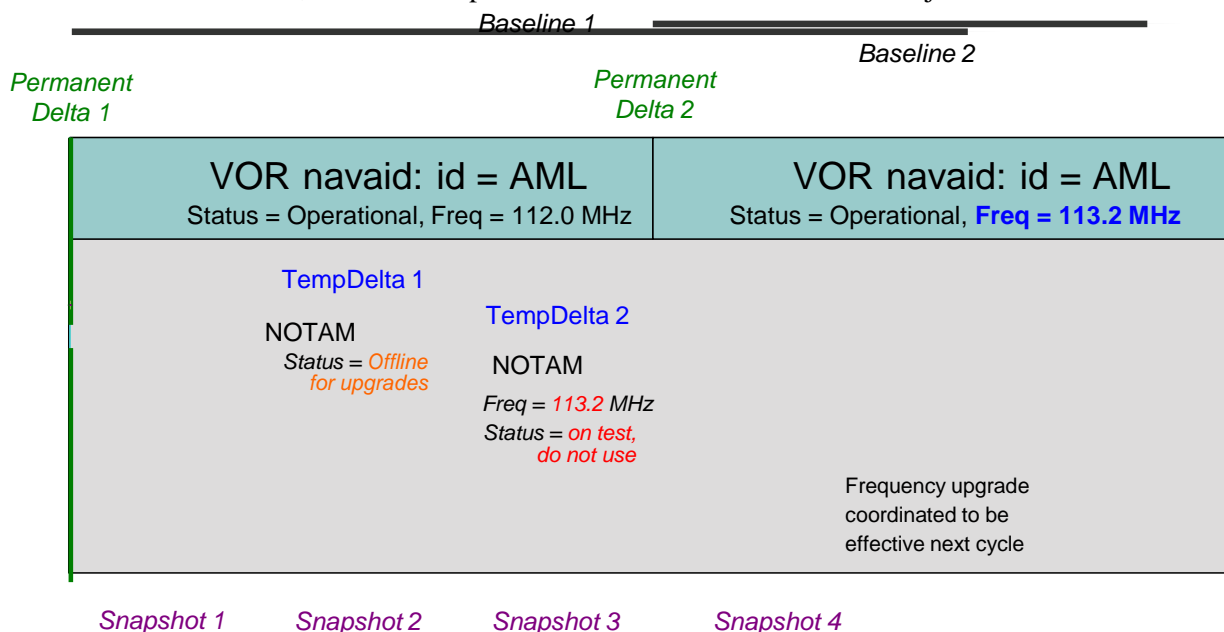 Baseline 1
Baseline 2
Permanent
Delta 1
Permanent
Delta 2
VOR navaid: id = AML
Status = Operational, Freq = 112.0 MHz
VOR navaid: id = AML
Status = Operational, Freq = 113.2 MHz
TempDelta 1
NOTAM
Status = Offline
for upgrades
TempDelta 2
NOTAM
Freq = 113.2 MHz
Status = on test,
do not use
Frequency upgrade
coordinated to be
effective next cycle
Snapshot 1
Snapshot 2
Snapshot 3
Snapshot 4